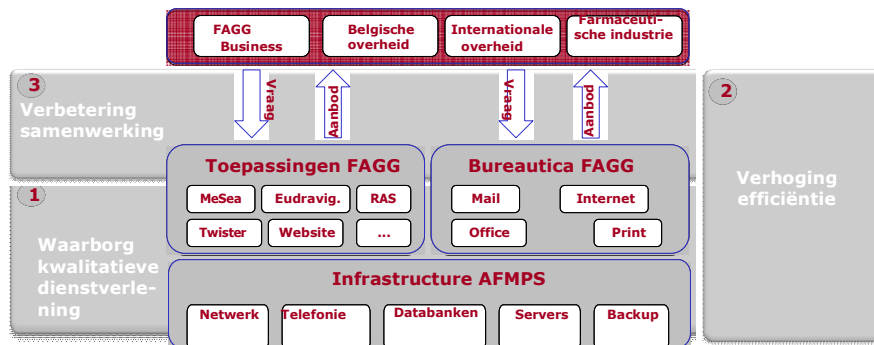 FAGG
Business
Belgische
overheid
Internationale
overheid
Farmaceuti-
sche industrie
3
Verbetering
samenwerking
Vraag
Aanbod
Vraag
Aanbod
2
Verhoging
efficiëntie
Toepassingen FAGG
MeSea
Eudravig.
RAS
Twister
Website
...
Bureautica FAGG
Mail
Internet
Office
Print
1
Waarborg
kwalitatieve
dienstverle-
ning
Infrastructure AFMPS
Netwerk
Telefonie
Databanken
Servers
Backup